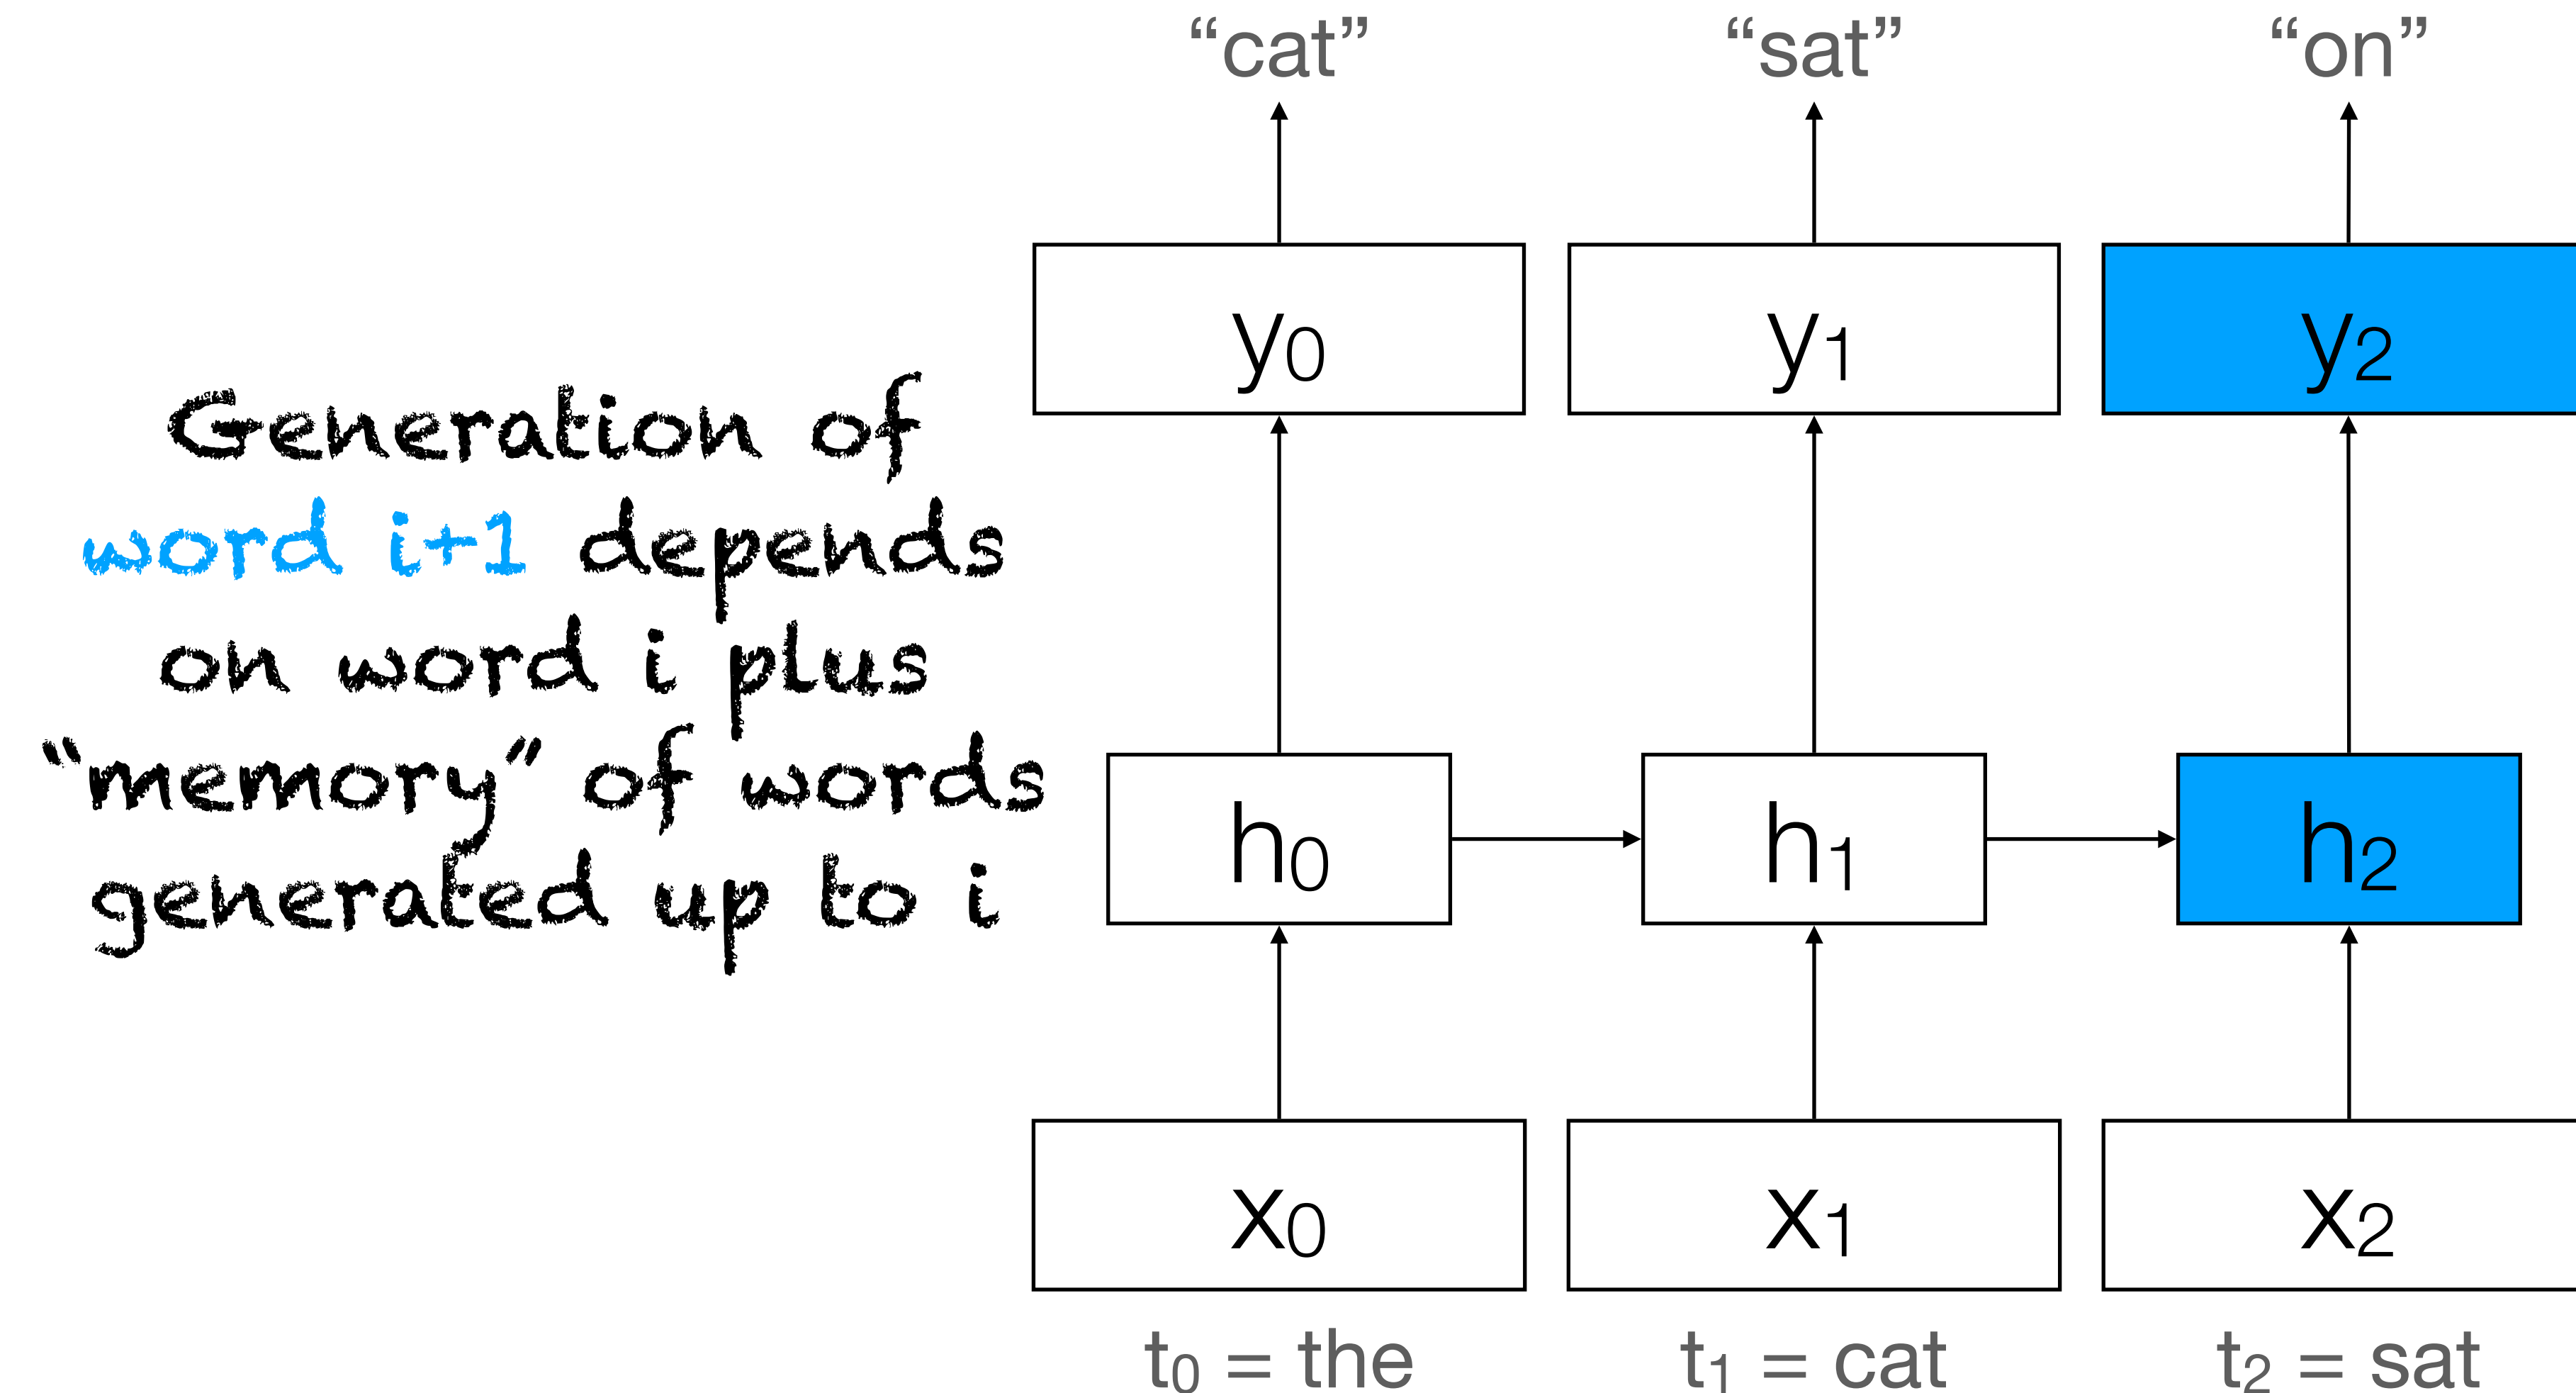 “cat” “sat” “on”
y₀ y₁ y₂
Generation of
word i+1 depends
on word i plus
“memory” of words
generated up to i
h₀ h₁ h₂
x₀ x₁ x₂
t₀ = the t₁ = cat t₂ = sat